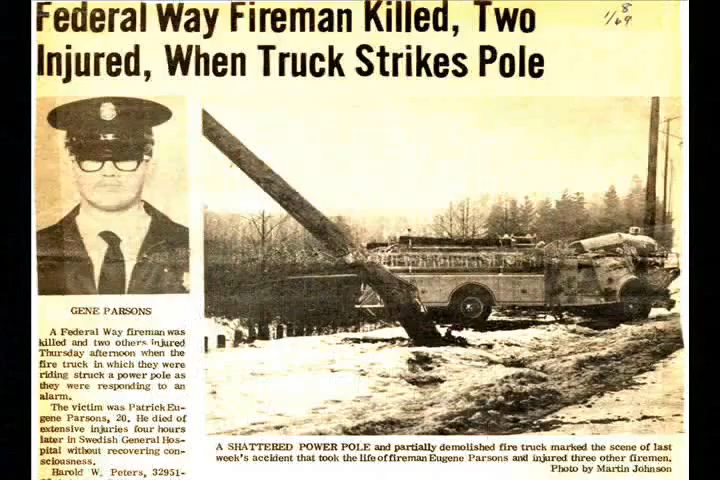 Federal Way Fireman Killed, Two
Injured, When Truck Strikes Pole
1/8/69
GENE PARSONS
A Federal Way fireman was
killed and two others injured
Thursday afternoon when the
fire truck in which they were
riding struck a power pole as
they were responding to an
alarm.
The victim was Patrick Eu-
gene Parsons, 20. He died of
extensive injuries four hours
later in Swedish General Hos-
pital without recovering con-
sciousness.
Harold W. Peters, 32951-
A SHATTERED POWER POLE and partially demolished fire truck marked the scene of last
week's accident that took the life of fireman Eugene Parsons and injured three other firemen.
Photo by Martin Johnson